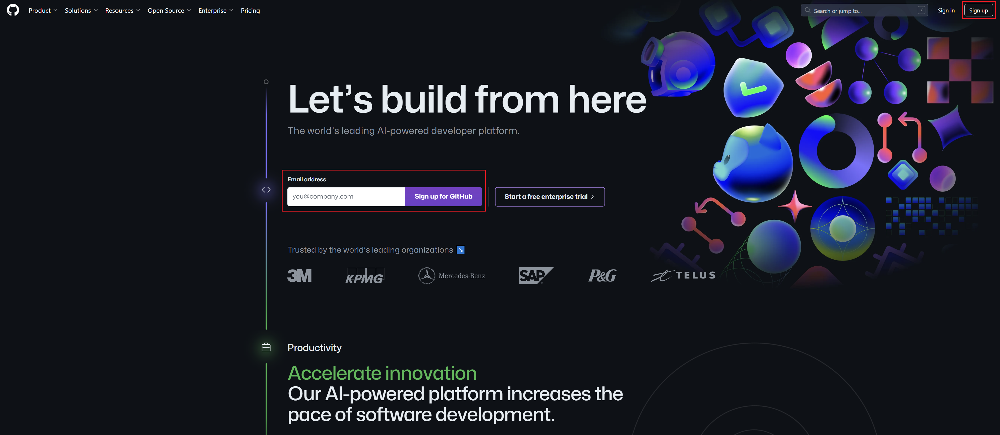 Product
Solutions
Resources
Open Source
Enterprise
Pricing
Search or jump to...
/
Sign in
Sign up
Let’s build from here
The world’s leading AI-powered developer platform.
Email address
you@company.com
Sign up for GitHub
Start a free enterprise trial
Trusted by the world’s leading organizations
3M
KPMG
Mercedes-Benz
SAP®
P&G
TELUS
Productivity
Accelerate innovation
Our AI-powered platform increases the
pace of software development.